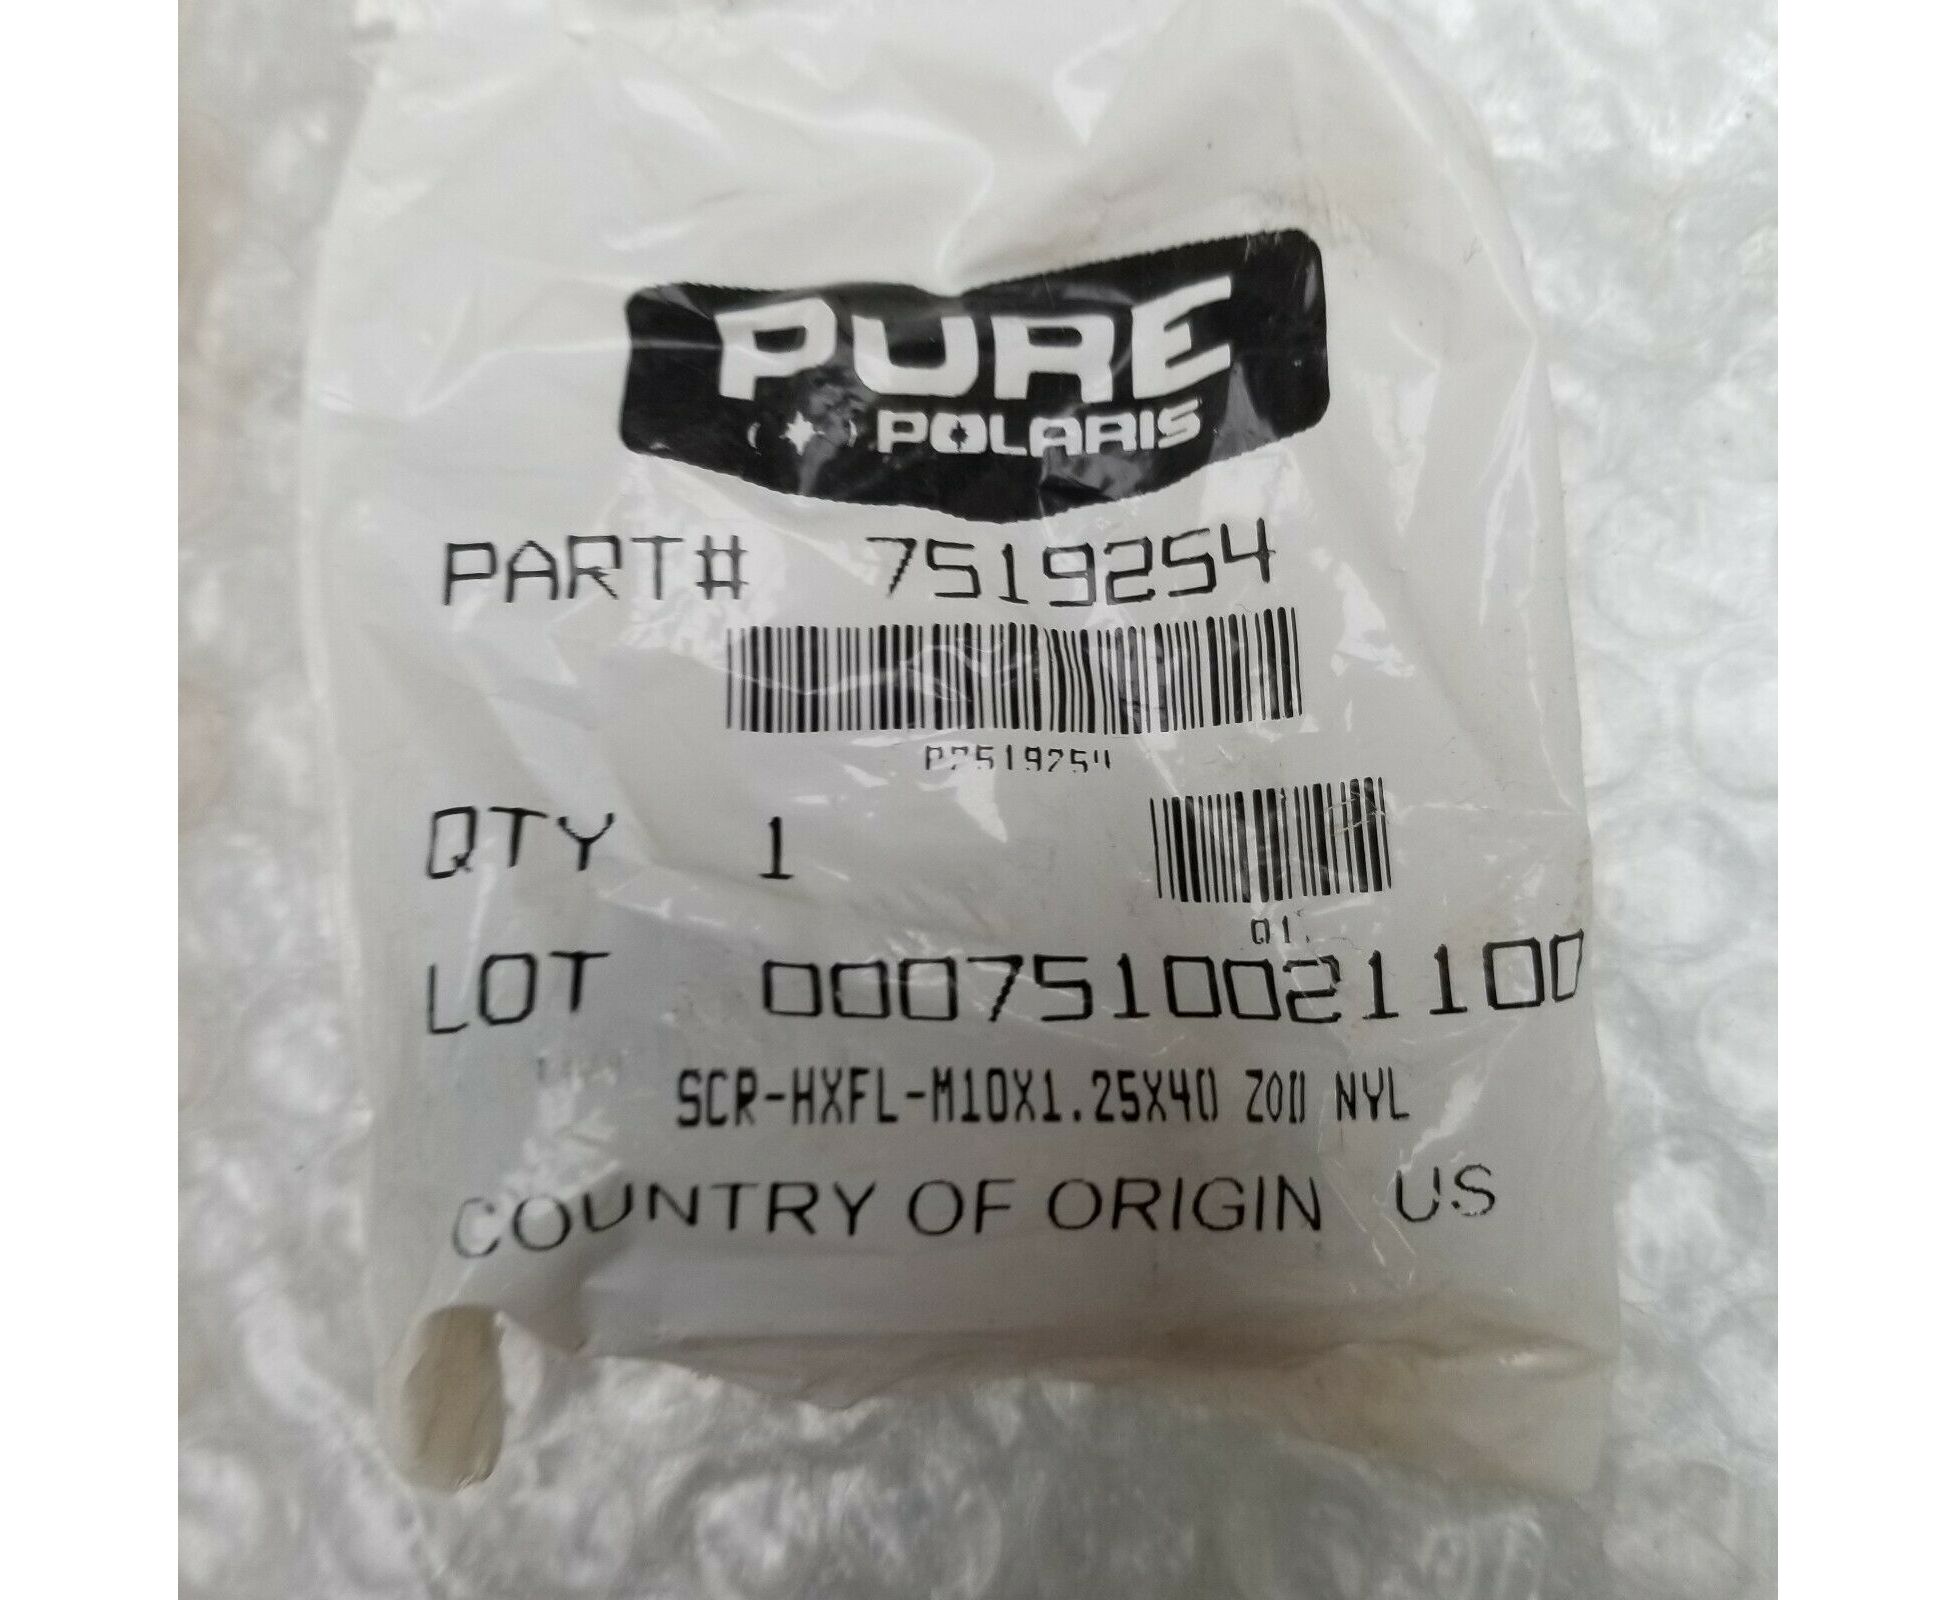 PURE
POLARIS
PART# 7519254
P7519254
QTY 1
Q1
LOT 0007510021100
SCR-HXFL-M10X1.25X40 ZOD NYL
COUNTRY OF ORIGIN US